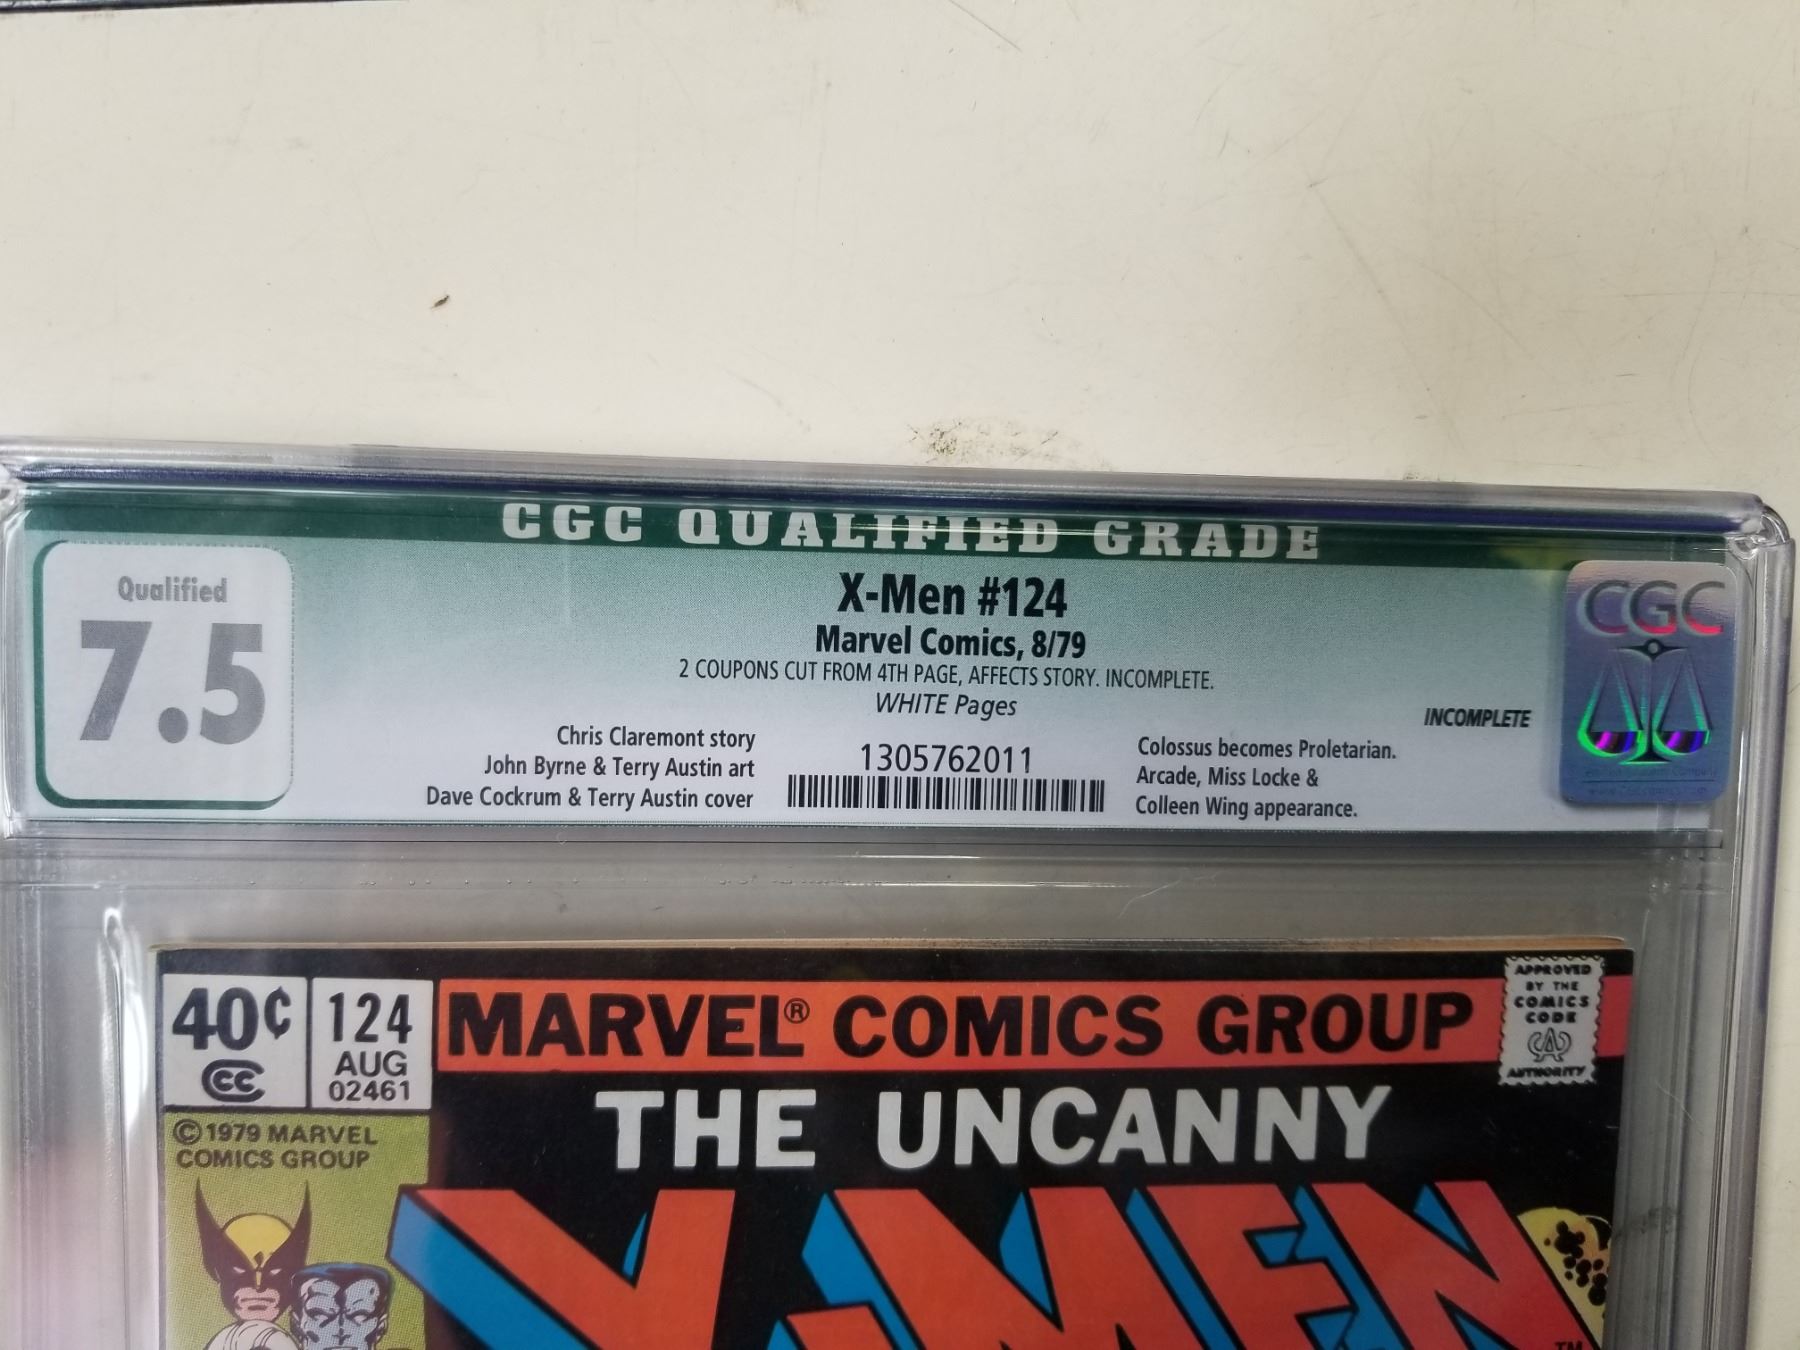 CGC QUALIFIED GRADE
Qualified
7.5
X-Men #124
Marvel Comics, 8/79
2 COUPONS CUT FROM 4TH PAGE, AFFECTS STORY. INCOMPLETE.
WHITE Pages
INCOMPLETE
Chris Claremont story
John Byrne & Terry Austin art
Dave Cockrum & Terry Austin cover
1305762011
Colossus becomes Proletarian.
Arcade, Miss Locke &
Colleen Wing appearance.
CGC
40¢
CC
124
AUG
02461
MARVEL® COMICS GROUP
APPROVED
BY THE
COMICS
CODE
CA
AUTHORITY
© 1979 MARVEL
COMICS GROUP
THE UNCANNY
X-MEN
TM